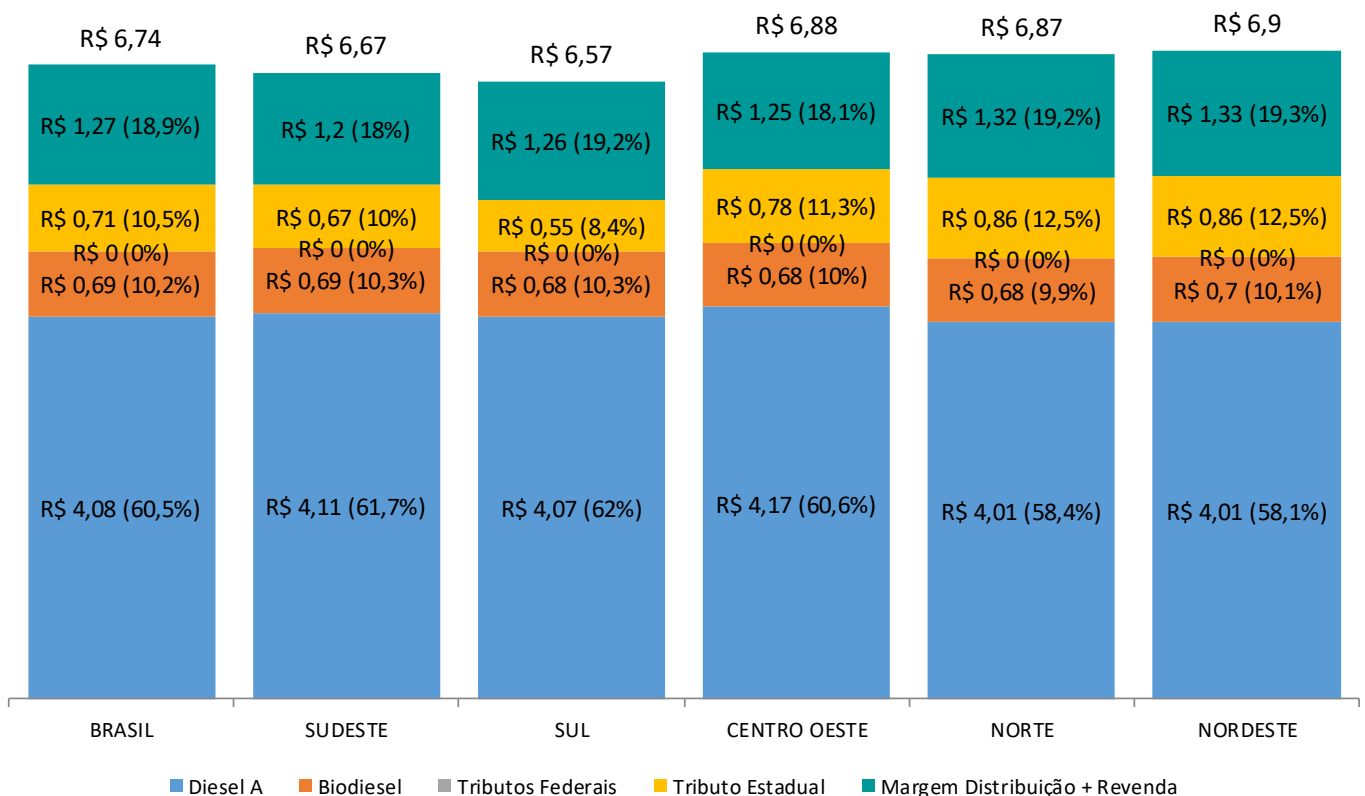 R$ 6,74
R$ 6,67
R$ 6,57
R$ 6,88
R$ 6,87
R$ 6,9
R$ 1,27 (18,9%)
R$ 1,2 (18%)
R$ 1,26 (19,2%)
R$ 1,25 (18,1%)
R$ 1,32 (19,2%)
R$ 1,33 (19,3%)
R$ 0,71 (10,5%)
R$ 0,67 (10%)
R$ 0,55 (8,4%)
R$ 0,78 (11,3%)
R$ 0,86 (12,5%)
R$ 0,86 (12,5%)
R$ 0 (0%)
R$ 0 (0%)
R$ 0 (0%)
R$ 0 (0%)
R$ 0 (0%)
R$ 0 (0%)
R$ 0,69 (10,2%)
R$ 0,69 (10,3%)
R$ 0,68 (10,3%)
R$ 0,68 (10%)
R$ 0,68 (9,9%)
R$ 0,7 (10,1%)
R$ 4,08 (60,5%)
R$ 4,11 (61,7%)
R$ 4,07 (62%)
R$ 4,17 (60,6%)
R$ 4,01 (58,4%)
R$ 4,01 (58,1%)
BRASIL
SUDESTE
SUL
CENTRO OESTE
NORTE
NORDESTE
Diesel A
Biodiesel
Tributos Federais
Tributo Estadual
Margem Distribuição + Revenda